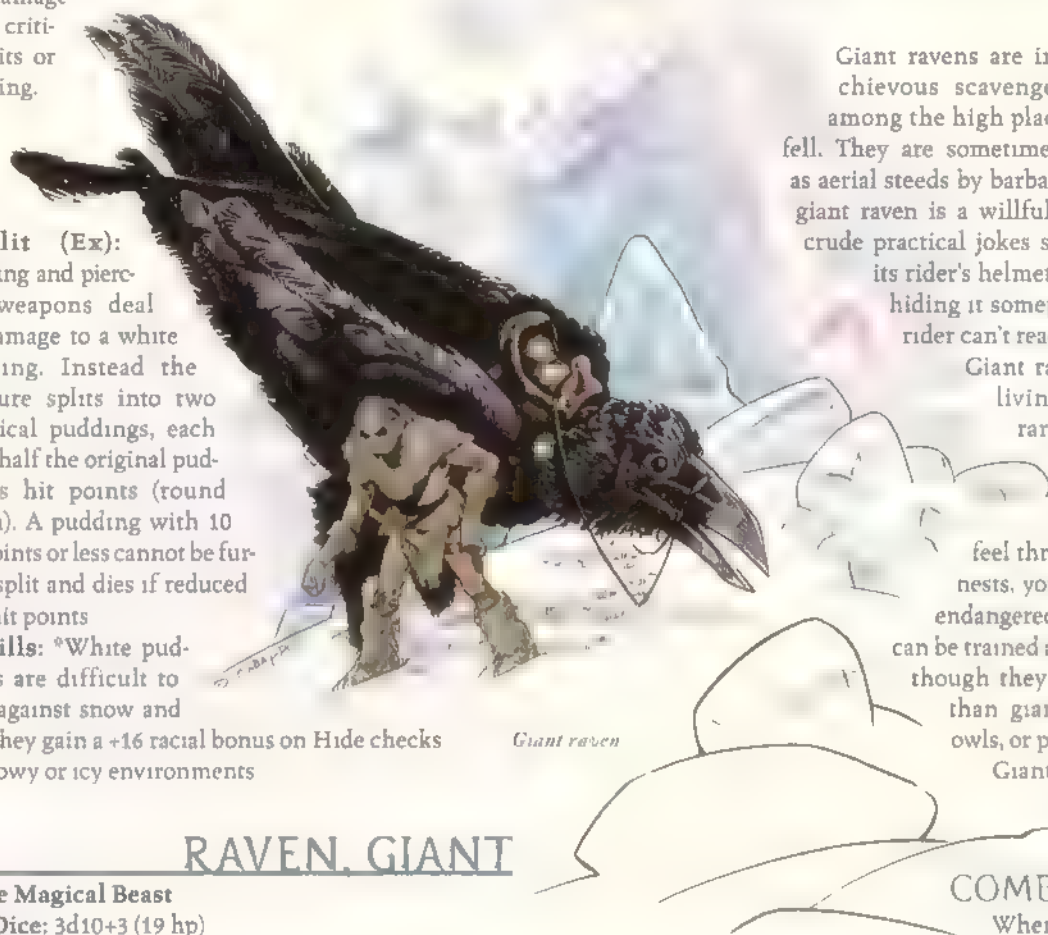 criti-
its or
ing.
lit (Ex):
ing and pierc-
weapons deal
amage to a white
ing. Instead the
ure splits into two
ical puddings, each
half the original pud-
s hit points (round
). A pudding with 10
oints or less cannot be fur-
split and dies if reduced
hit points
ills: *White pud-
s are difficult to
against snow and
hey gain a +16 racial bonus on Hide checks
owy or icy environments
Giant raven
RAVEN, GIANT
e Magical Beast
Dice: 3d10+3 (19 hp)
Giant ravens are in
chievous scavenge
among the high plac
fell. They are sometime
as aerial steeds by barba
giant raven is a willful
crude practical jokes s
its rider's helmet
hiding it some
rider can't rea
Giant ra
livin
ran
feel thr
nests, yo
endangered
can be trained a
though they
than gian
owls, or p
Giant
COMB
When